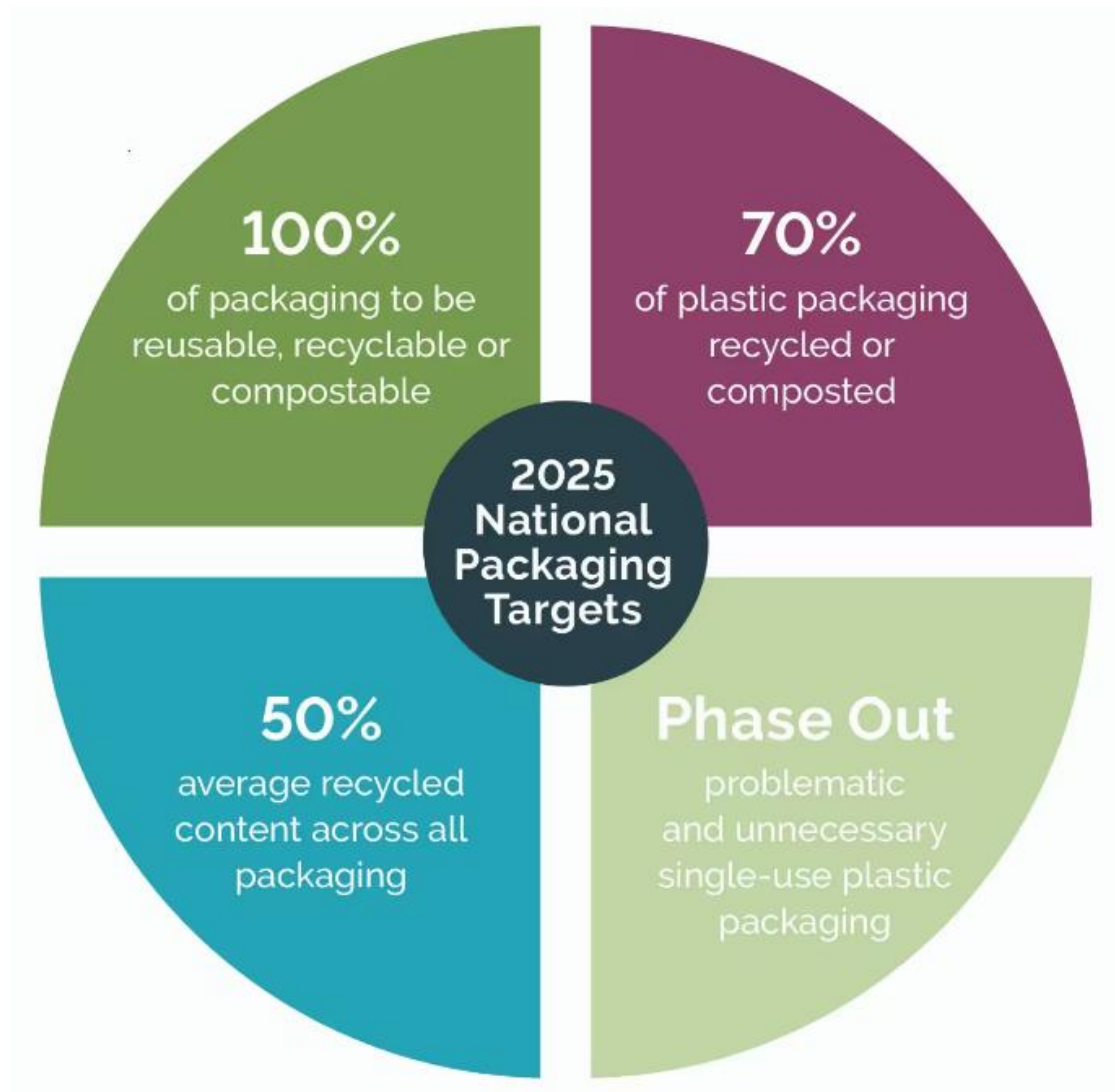 100%
of packaging to be
reusable, recyclable or
compostable
70%
of plastic packaging
recycled or
composted
2025
National
Packaging
Targets
50%
average recycled
content across all
packaging
Phase Out
problematic
and unnecessary
single-use plastic
packaging